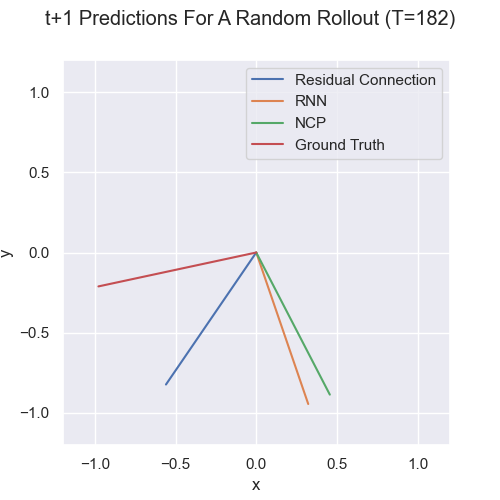 t+1 Predictions For A Random Rollout (T=182)
Residual Connection
RNN
NCP
Ground Truth
1.0
0.5
0.0
−0.5
−1.0
y
−1.0 −0.5 0.0 0.5 1.0
x